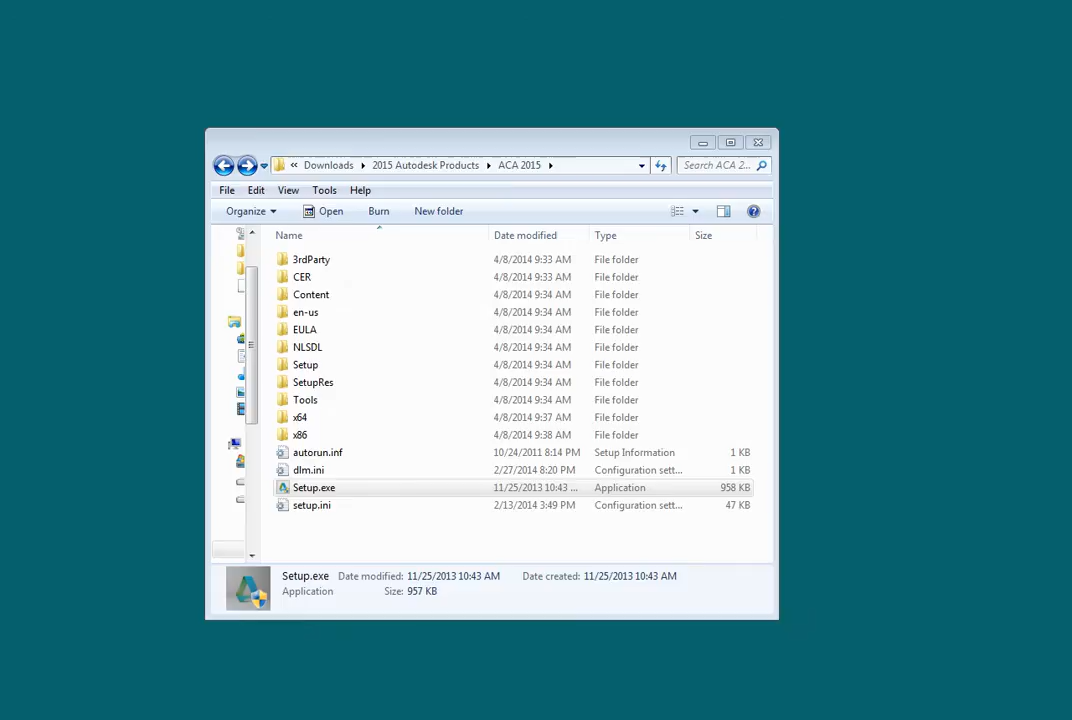 « Downloads ▸ 2015 Autodesk Products ▸ ACA 2015 ▸ Search ACA 2...
File Edit View Tools Help
Organize Open Burn New folder
Name Date modified Type Size
3rdParty 4/8/2014 9:33 AM File folder
CER 4/8/2014 9:33 AM File folder
Content 4/8/2014 9:34 AM File folder
en-us 4/8/2014 9:34 AM File folder
EULA 4/8/2014 9:34 AM File folder
NLSDL 4/8/2014 9:34 AM File folder
Setup 4/8/2014 9:34 AM File folder
SetupRes 4/8/2014 9:34 AM File folder
Tools 4/8/2014 9:34 AM File folder
x64 4/8/2014 9:37 AM File folder
x86 4/8/2014 9:38 AM File folder
autorun.inf 10/24/2011 8:14 PM Setup Information 1 KB
dlm.ini 2/27/2014 8:20 PM Configuration sett... 1 KB
Setup.exe 11/25/2013 10:43 ... Application 958 KB
setup.ini 2/13/2014 3:49 PM Configuration sett... 47 KB
Setup.exe Date modified: 11/25/2013 10:43 AM Date created: 11/25/2013 10:43 AM
Application Size: 957 KB